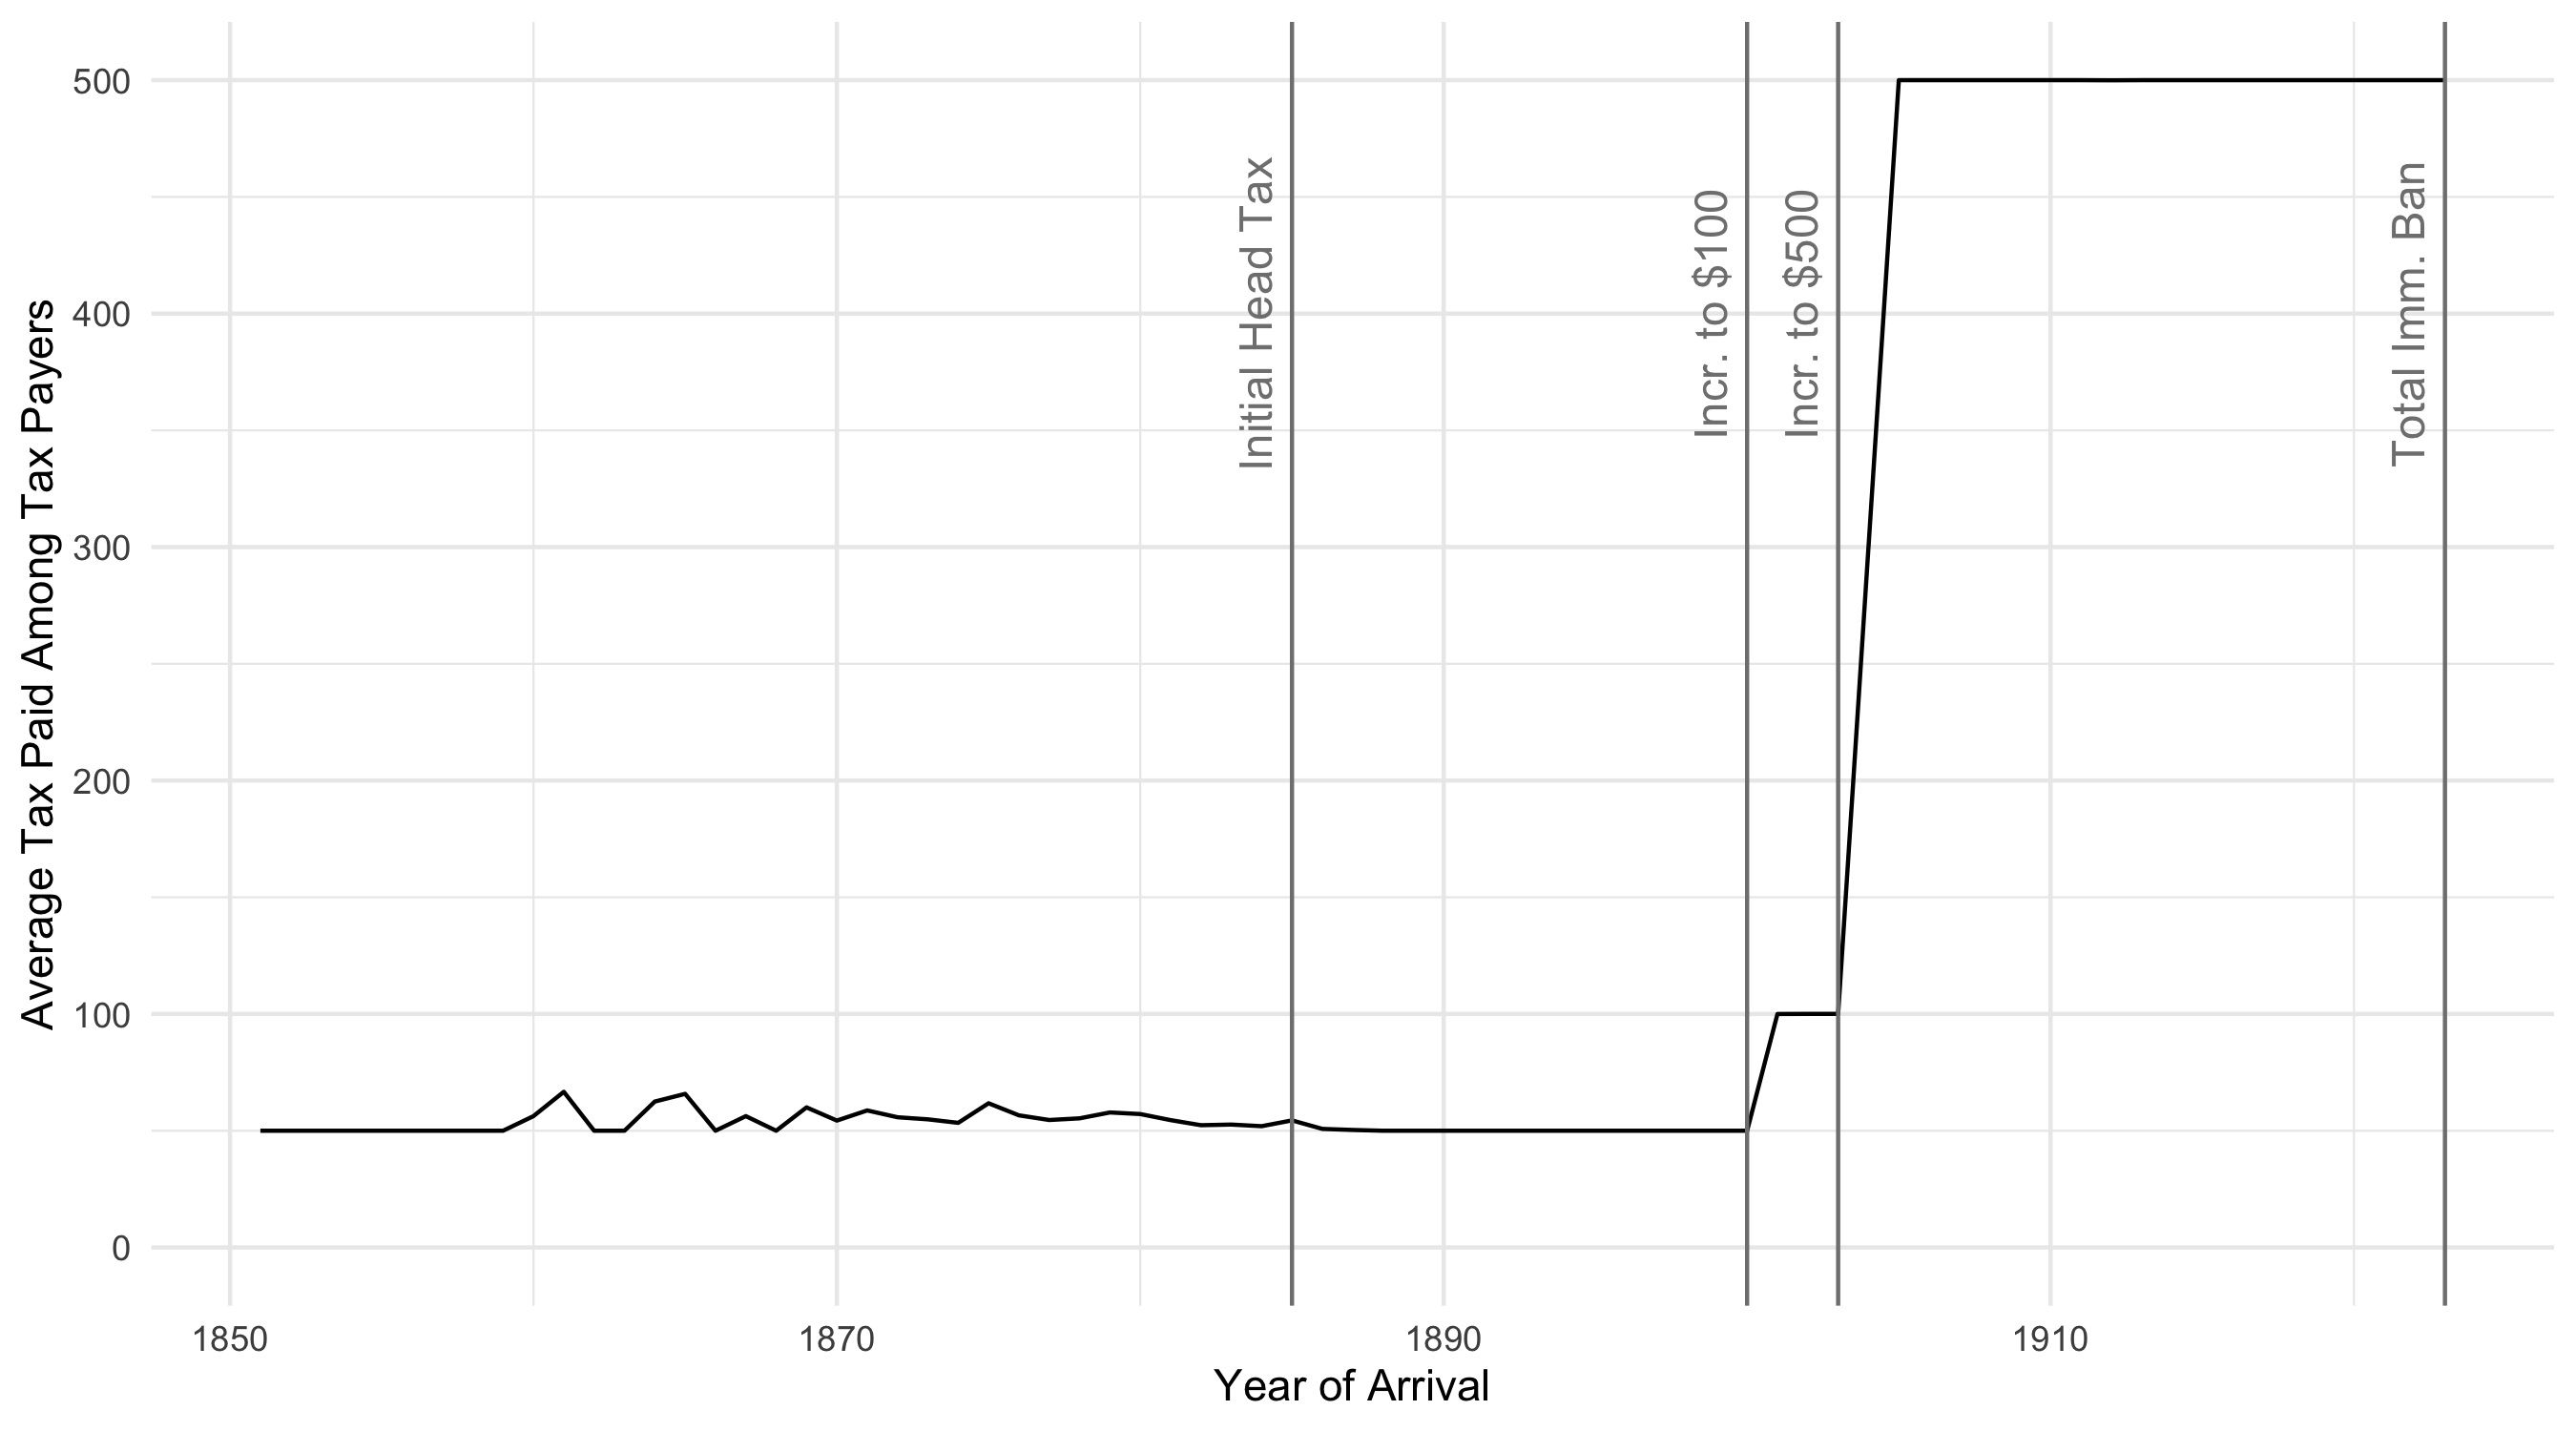 500
400
300
200
100
0
Average Tax Paid Among Tax Payers
Initial Head Tax
Incr. to $100
Incr. to $500
Total Imm. Ban
1850
1870
1890
1910
Year of Arrival